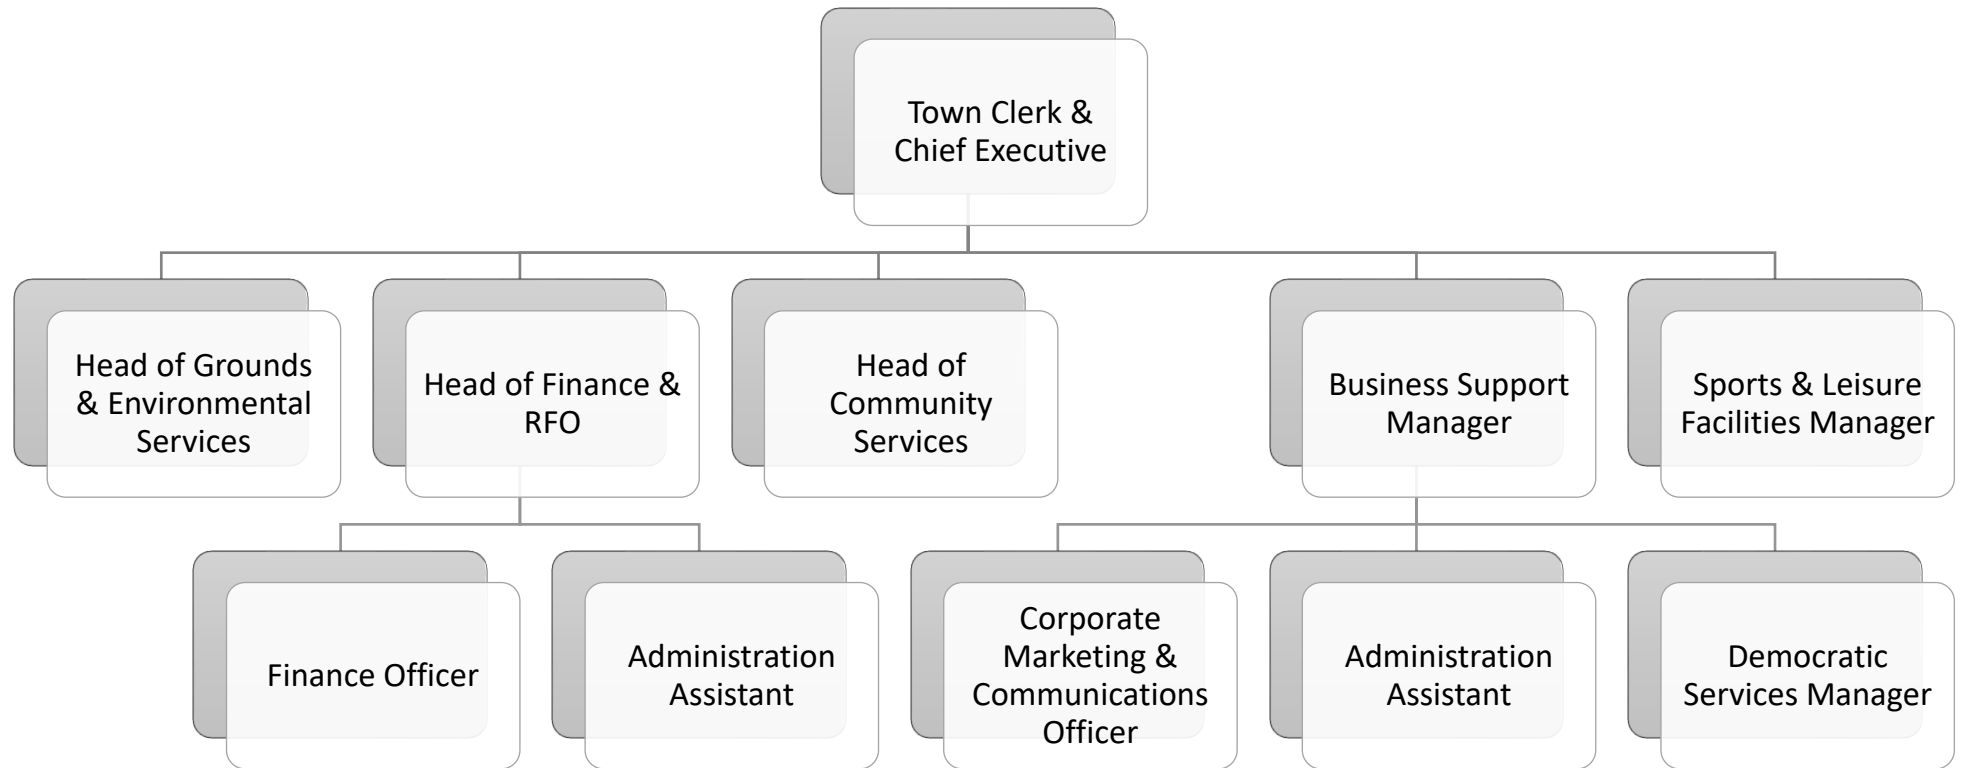 Town Clerk &
Chief Executive
Head of Grounds
& Environmental
Services
Head of Finance &
RFO
Head of
Community
Services
Business Support
Manager
Sports & Leisure
Facilities Manager
Finance Officer
Administration
Assistant
Corporate
Marketing &
Communications
Officer
Administration
Assistant
Democratic
Services Manager